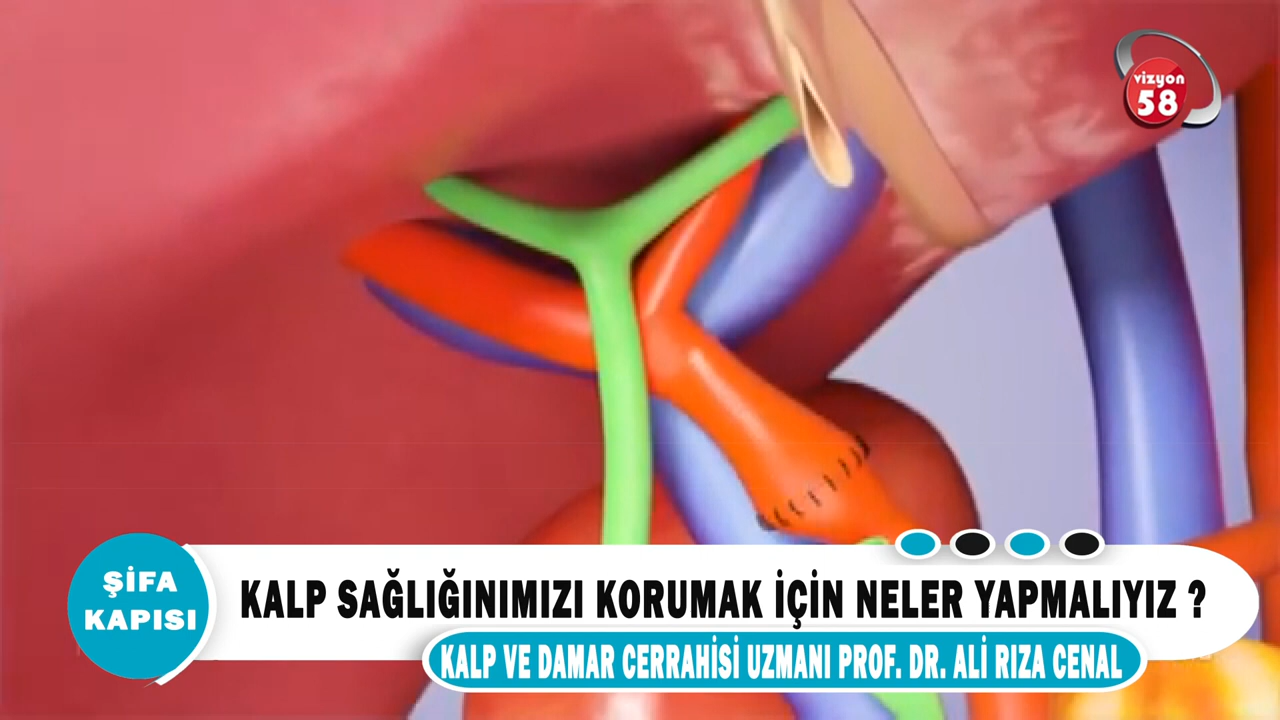 vizyon
58
ŞİFA
KAPISI
KALP SAĞLIĞINIMIZI KORUMAK İÇİN NELER YAPMALIYIZ ?
KALP VE DAMAR CERRAHİSİ UZMANI PROF. DR. ALİ RIZA CENAL